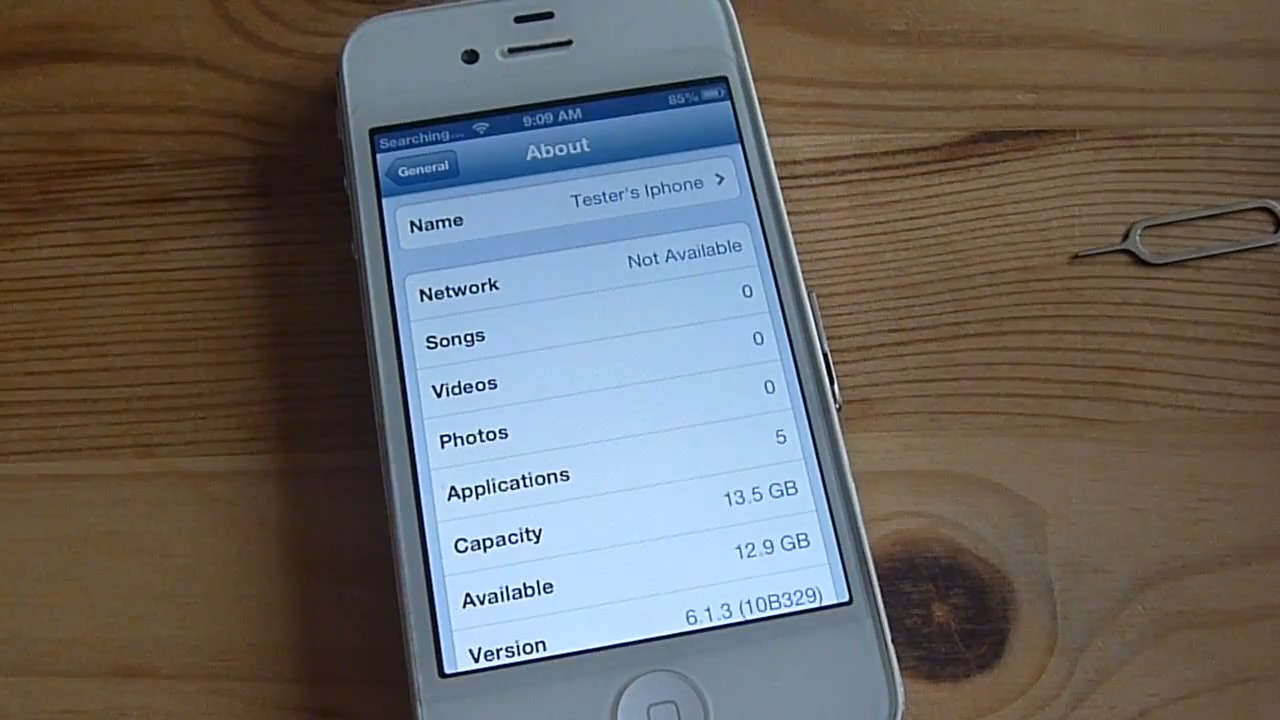 Searching... 9:09 AM 85%
General About
Name Tester's Iphone
Network Not Available
Songs 0
Videos 0
Photos 0
Applications 5
Capacity 13.5 GB
Available 12.9 GB
Version 6.1.3 (10B329)